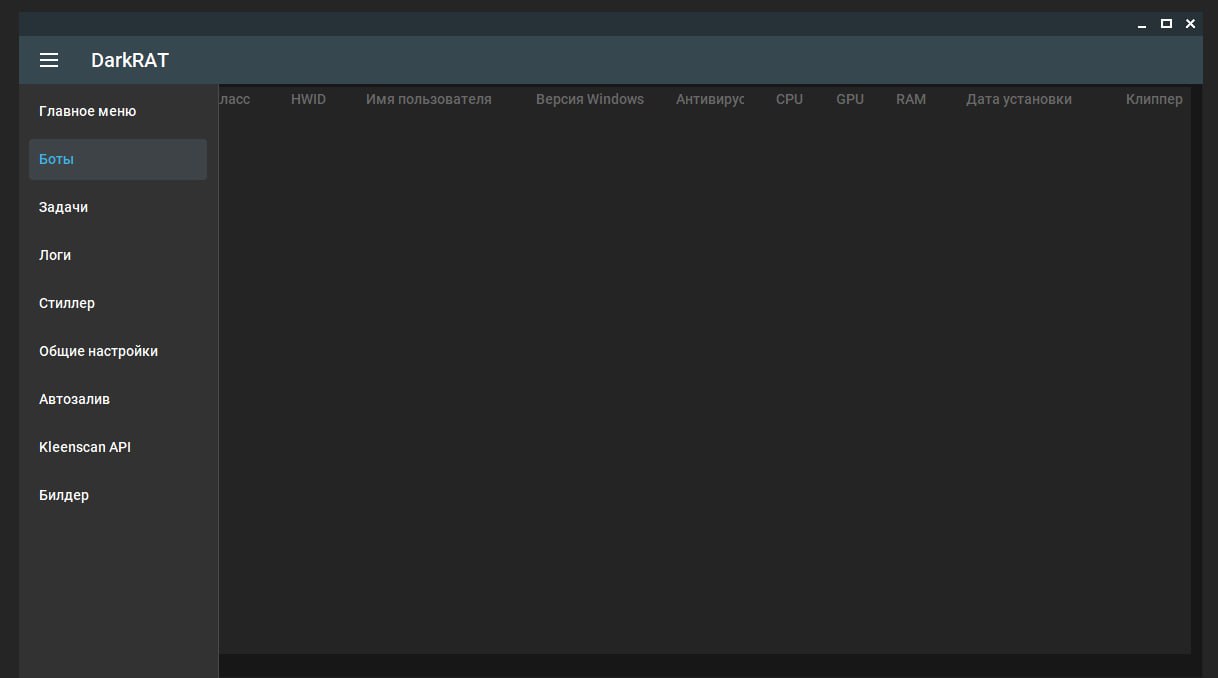 DarkRAT
ласс HWID Имя пользователя Версия Windows Антивирус CPU GPU RAM Дата установки Клиппер
Главное меню
Боты
Задачи
Логи
Стиллер
Общие настройки
Автозалив
Kleenscan API
Билдер